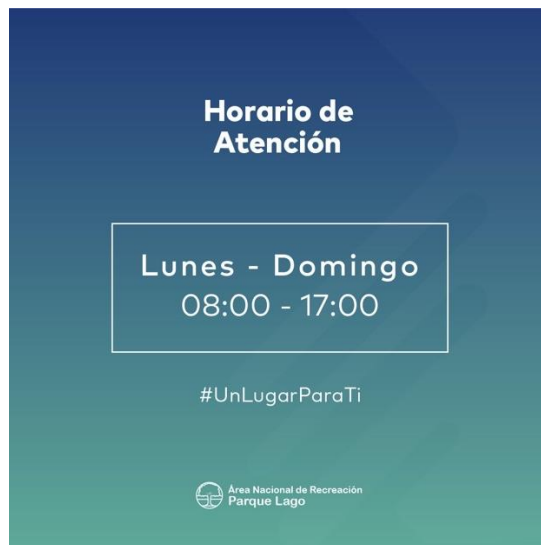 Horario de
Atención
Lunes - Domingo
08:00 - 17:00
#UnLugarParaTi
Área Nacional de Recreación
Parque Lago